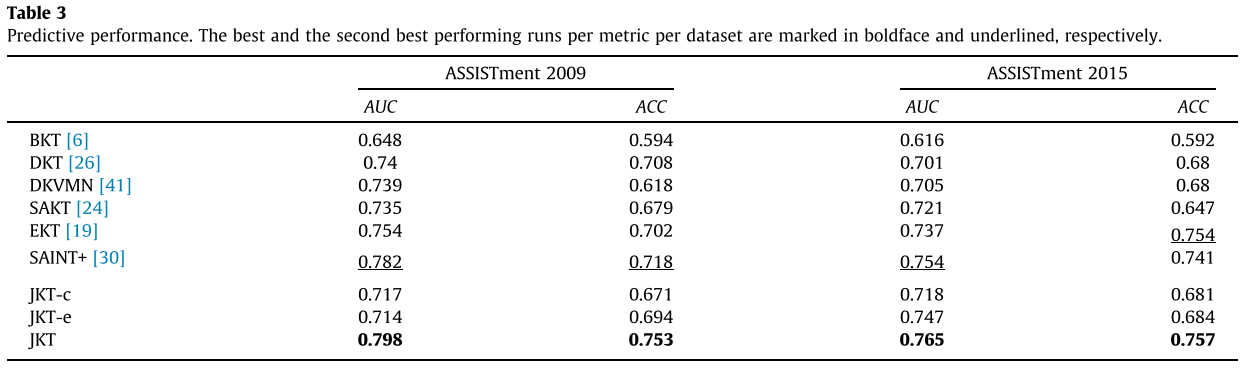 Table 3
Predictive performance. The best and the second best performing runs per metric per dataset are marked in boldface and underlined, respectively.
ASSISTment 2009 ASSISTment 2015
AUC ACC AUC ACC
BKT [6] 0.648 0.594 0.616 0.592
DKT [26] 0.74 0.708 0.701 0.68
DKVMN [41] 0.739 0.618 0.705 0.68
SAKT [24] 0.735 0.679 0.721 0.647
EKT [19] 0.754 0.702 0.737 0.754
SAINT+ [30] 0.782 0.718 0.754 0.741
JKT-c 0.717 0.671 0.718 0.681
JKT-e 0.714 0.694 0.747 0.684
JKT 0.798 0.753 0.765 0.757